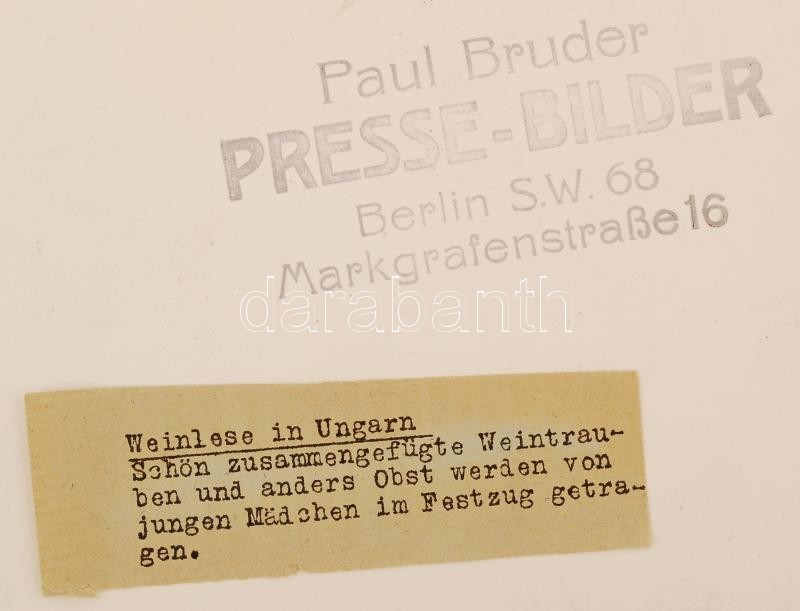 Paul Bruder
PRESSE-BILDER
Berlin S.W. 68
Markgrafenstraße 16
darabanth
Weinlese in Ungarn
Schön zusammengefügte Weintrau-
ben und anders Obst werden von
jungen Mädchen im Festzug getra-
gen.